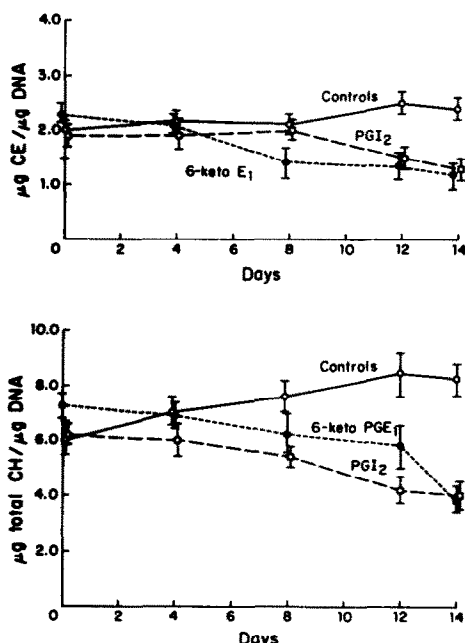 4.0
3.0
2.0
1.0
μg CE/μg DNA
Controls
PGI2
6-keto E1
0 2 4 6 8 10 12 14
Days
10.0
8.0
6.0
4.0
2.0
μg total CH/μg DNA
Controls
6-keto PGE1
PGI2
0 2 4 6 8 10 12 14
Days